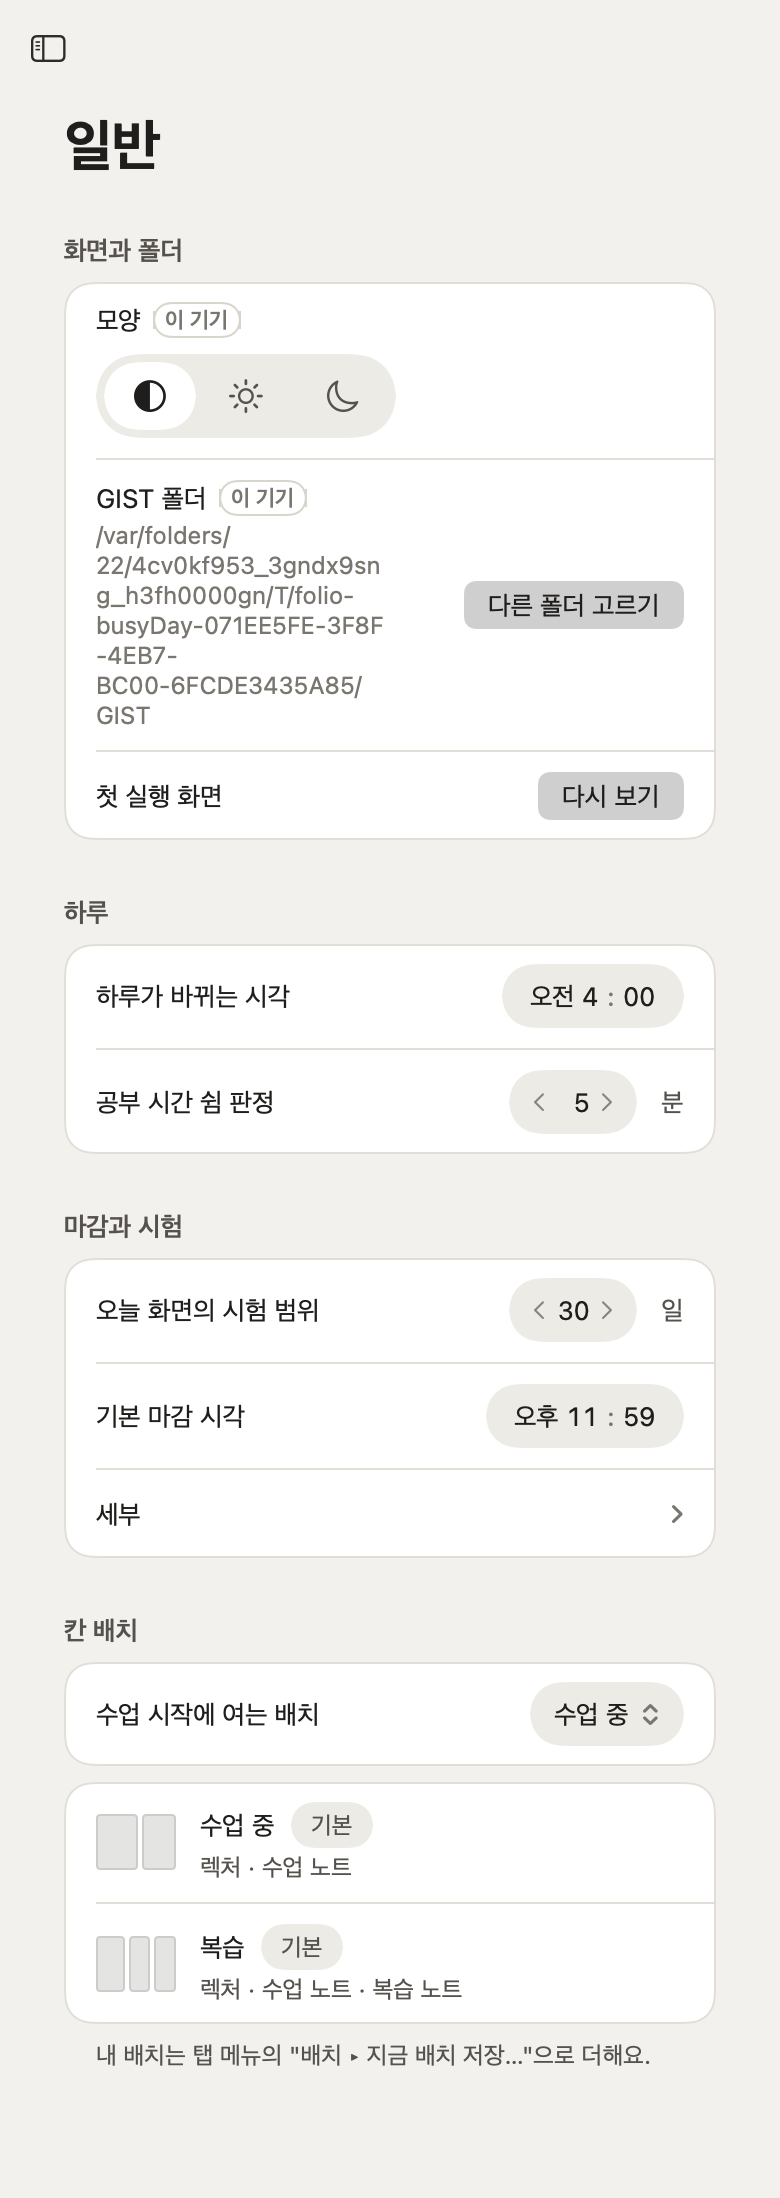 일반
화면과 폴더
모양 이 기기
GIST 폴더 이 기기
/var/folders/
22/4cv0kf953_3gndx9sn
g_h3fh0000gn/T/folio-
busyDay-071EE5FE-3F8F
-4EB7-
BC00-6FCDE3435A85/
GIST
다른 폴더 고르기
첫 실행 화면 다시 보기
하루
하루가 바뀌는 시각 오전 4 : 00
공부 시간 쉼 판정 5 분
마감과 시험
오늘 화면의 시험 범위 30 일
기본 마감 시각 오후 11 : 59
세부
칸 배치
수업 시작에 여는 배치 수업 중
수업 중 기본
렉처 · 수업 노트
복습 기본
렉처 · 수업 노트 · 복습 노트
내 배치는 탭 메뉴의 "배치 ▸ 지금 배치 저장…"으로 더해요.